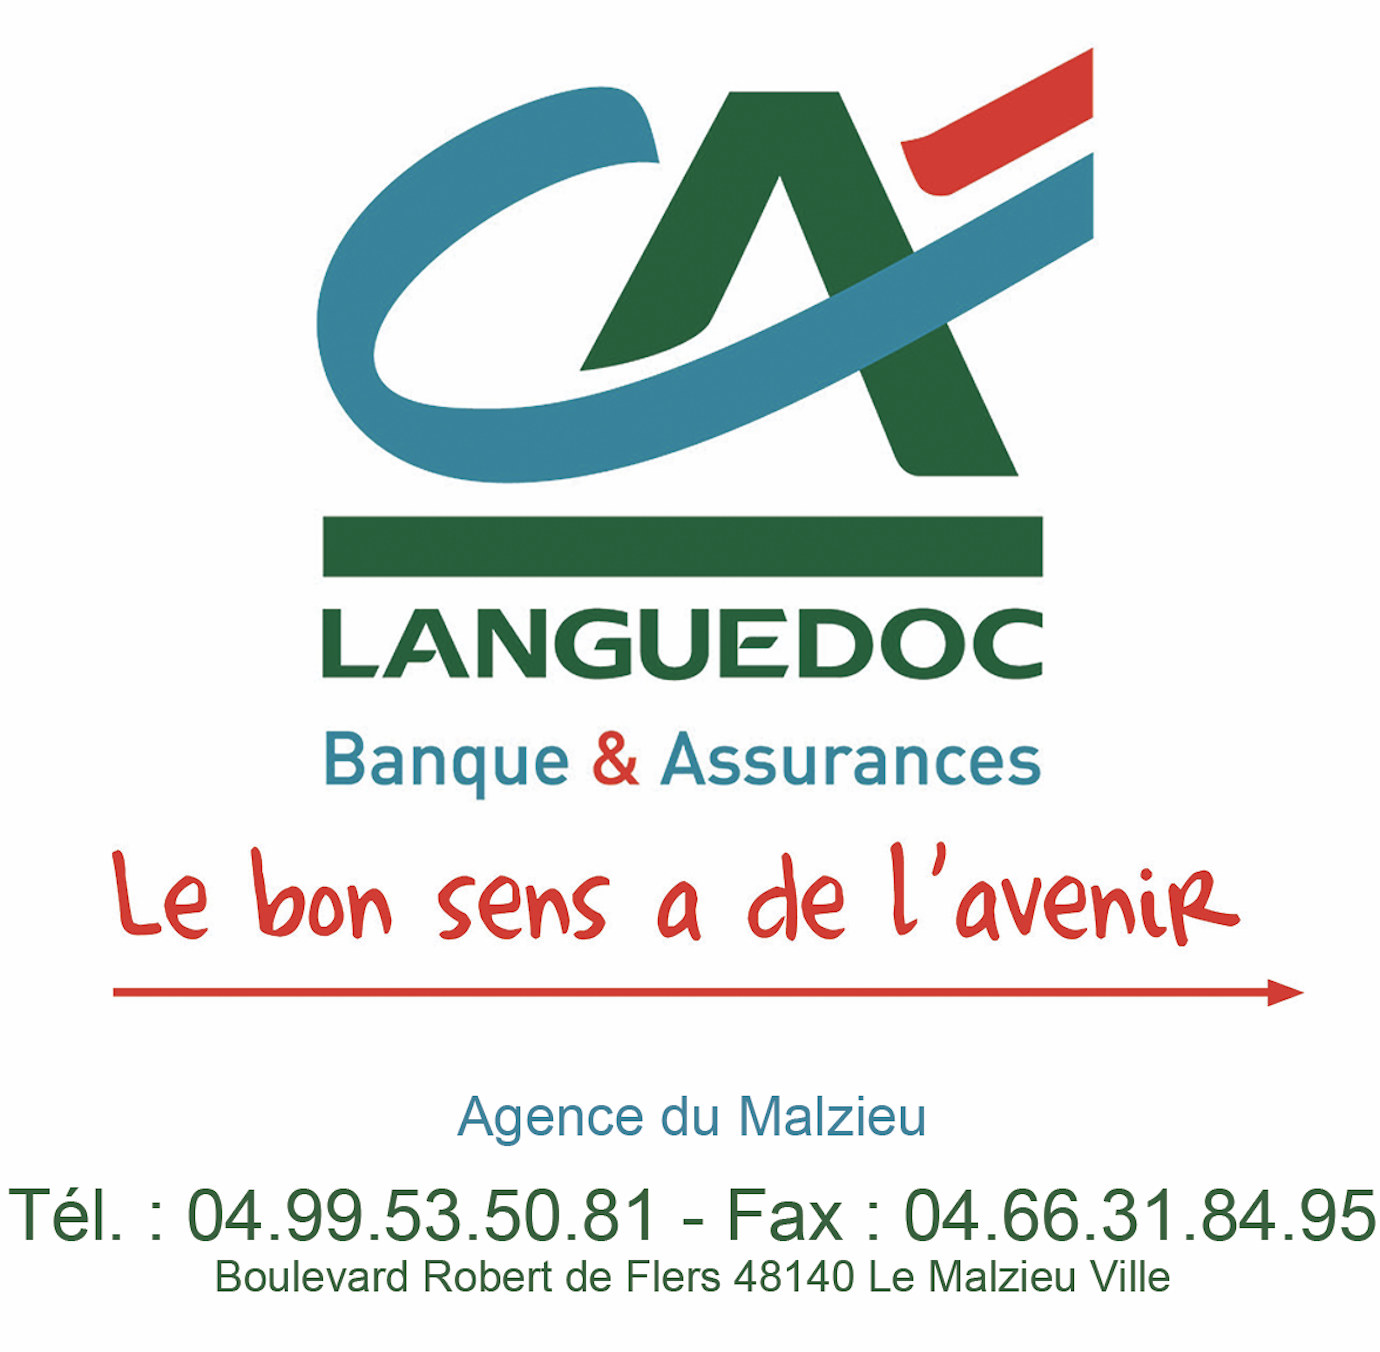 CA
LANGUEDOC
Banque & Assurances
Le bon sens a de l'avenir
Agence du Malzieu
Tél. : 04.99.53.50.81 - Fax : 04.66.31.84.95
Boulevard Robert de Flers 48140 Le Malzieu Ville